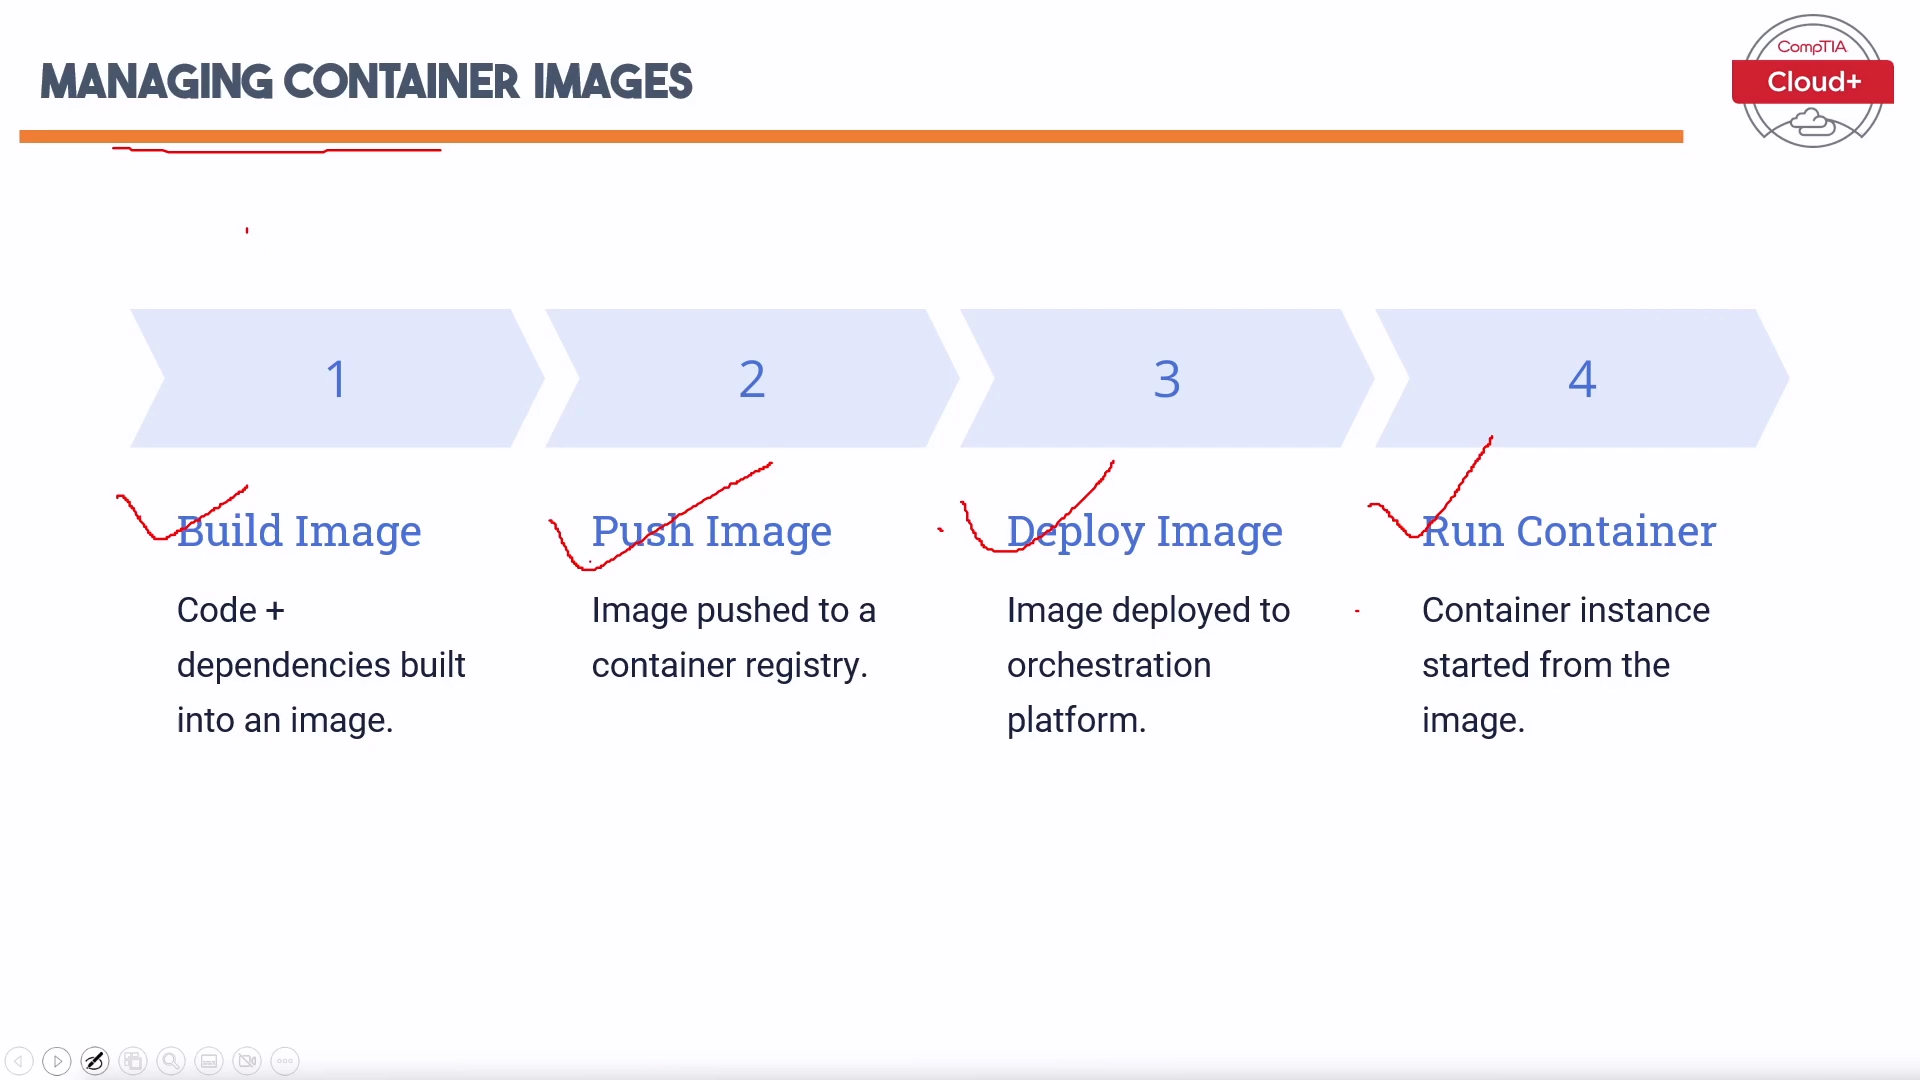 MANAGING CONTAINER IMAGES
CompTIA
Cloud+
1
2
3
4
Build Image
Code +
dependencies built
into an image.
Push Image
Image pushed to a
container registry.
Deploy Image
Image deployed to
orchestration
platform.
Run Container
Container instance
started from the
image.